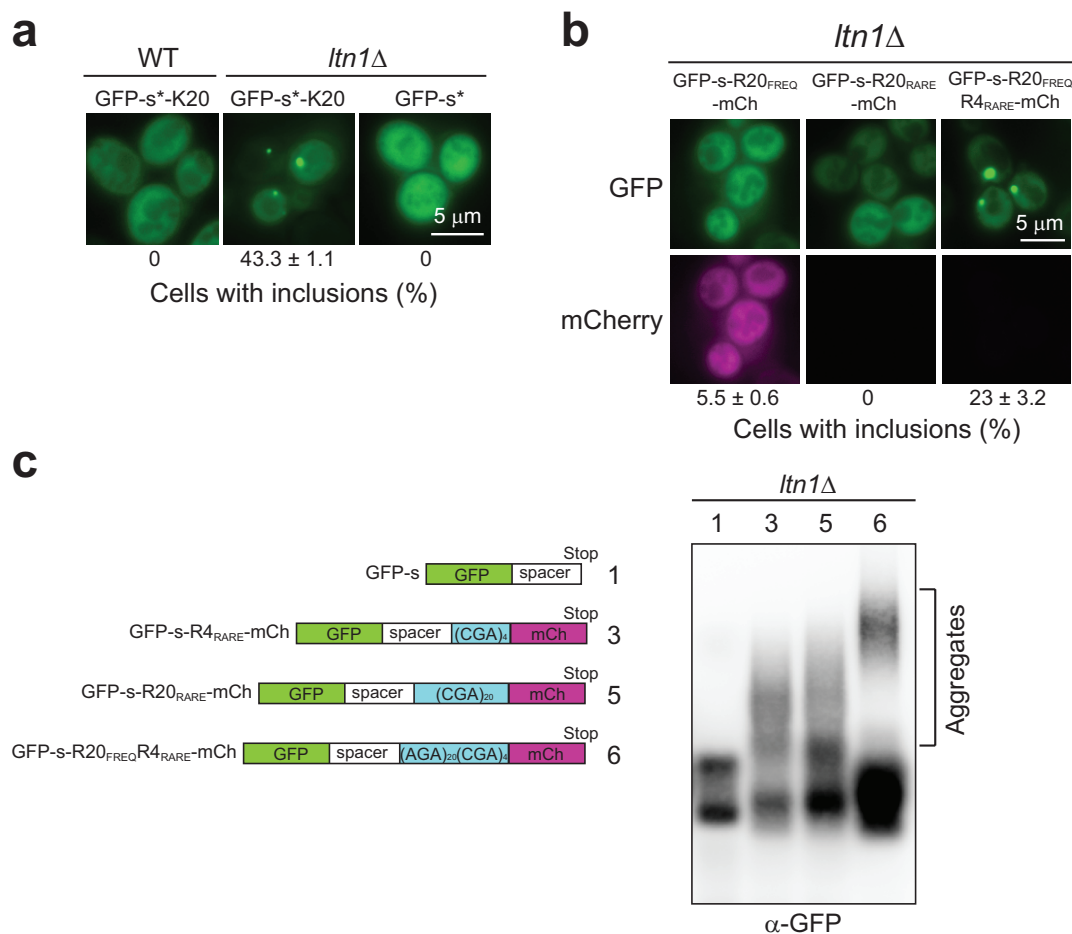 a
WT
ltn1Δ
GFP-s*-K20
GFP-s*-K20
GFP-s*
5 μm
0
43.3 ± 1.1
0
Cells with inclusions (%)
b
ltn1Δ
GFP-s-R20FREQ
-mCh
GFP-s-R20RARE
-mCh
GFP-s-R20FREQ
R4RARE-mCh
GFP
5 μm
mCherry
5.5 ± 0.6
0
23 ± 3.2
Cells with inclusions (%)
c
Stop
GFP-s
GFP
spacer
1
Stop
GFP-s-R4RARE-mCh
GFP
spacer
(CGA)4
mCh
3
Stop
GFP-s-R20RARE-mCh
GFP
spacer
(CGA)20
mCh
5
Stop
GFP-s-R20FREQR4RARE-mCh
GFP
spacer
(AGA)20(CGA)4
mCh
6
ltn1Δ
1 3 5 6
Aggregates
α-GFP